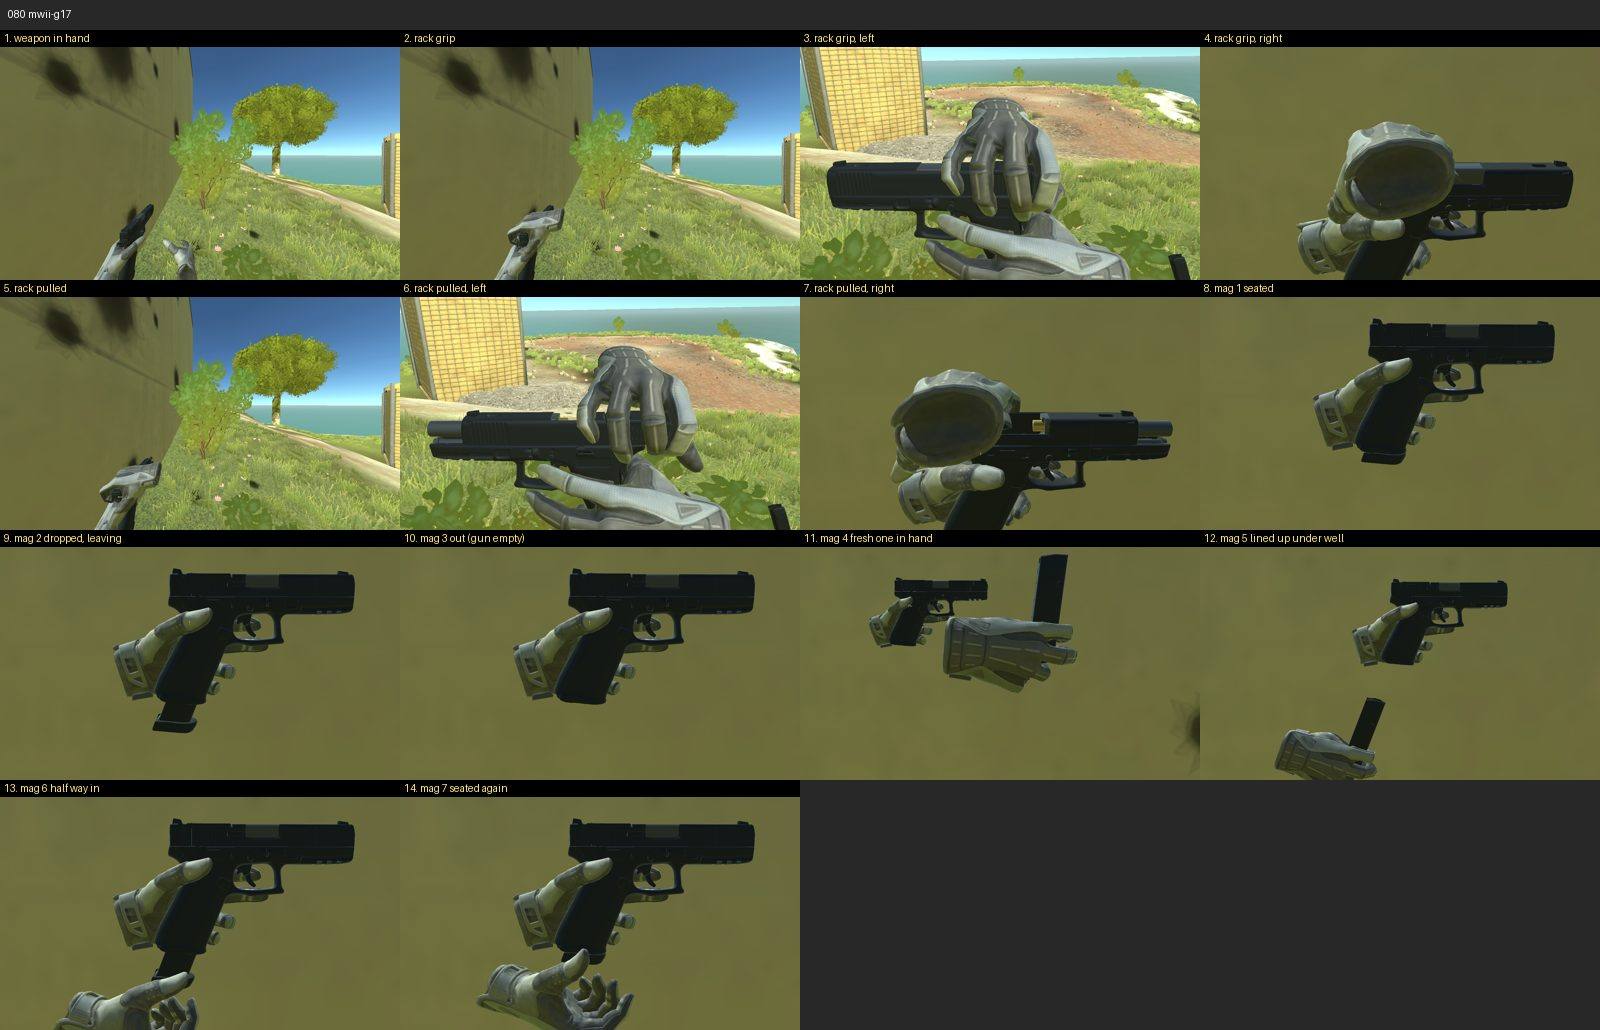 080 mwii-g17
1. weapon in hand
2. rack grip
3. rack grip, left
4. rack grip, right
5. rack pulled
6. rack pulled, left
7. rack pulled, right
8. mag 1 seated
9. mag 2 dropped, leaving
10. mag 3 out (gun empty)
11. mag 4 fresh one in hand
12. mag 5 lined up under well
13. mag 6 half way in
14. mag 7 seated again